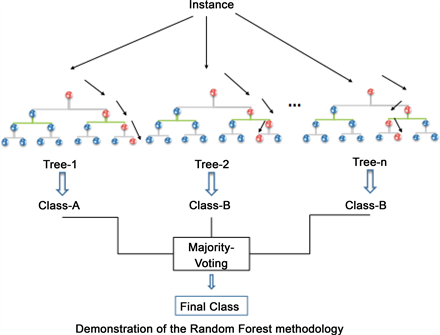 Instance
...
Tree-1
Tree-2
Tree-n
Class-A
Class-B
Class-B
Majority-
Voting
Final Class
Demonstration of the Random Forest methodology